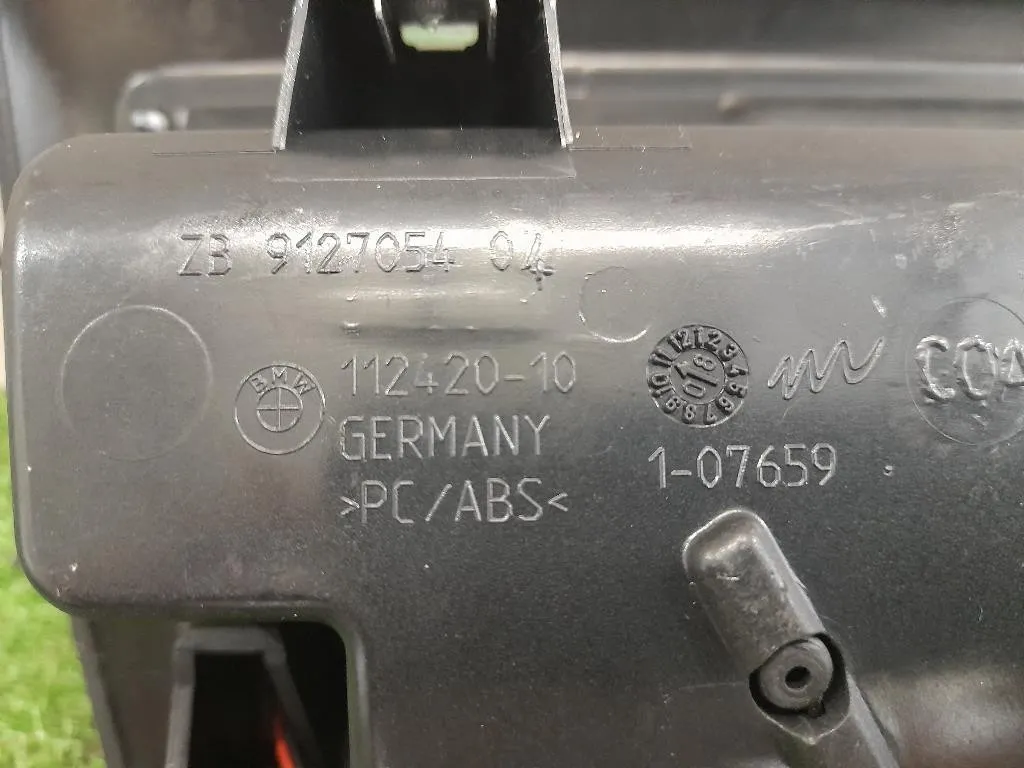 ZB 9127054 04
BMW
112420-10
GERMANY
>PC/ABS<
1-07659